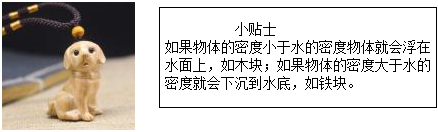 小贴士
如果物体的密度小于水的密度物体就会浮在
水面上，如木块；如果物体的密度大于水的
密度就会下沉到水底，如铁块。